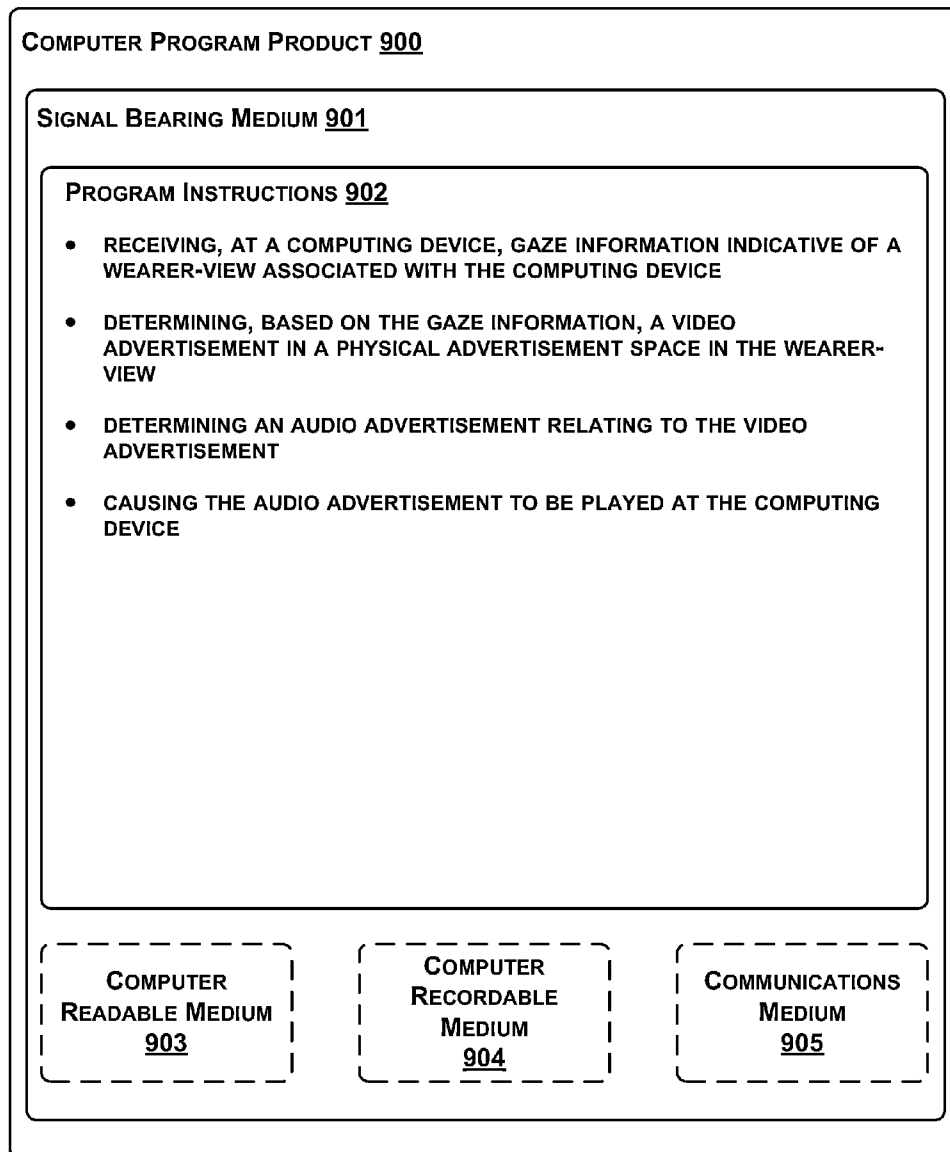 COMPUTER PROGRAM PRODUCT 900
SIGNAL BEARING MEDIUM 901
PROGRAM INSTRUCTIONS 902
• RECEIVING, AT A COMPUTING DEVICE, GAZE INFORMATION INDICATIVE OF A
WEARER-VIEW ASSOCIATED WITH THE COMPUTING DEVICE
• DETERMINING, BASED ON THE GAZE INFORMATION, A VIDEO
ADVERTISEMENT IN A PHYSICAL ADVERTISEMENT SPACE IN THE WEARER-
VIEW
• DETERMINING AN AUDIO ADVERTISEMENT RELATING TO THE VIDEO
ADVERTISEMENT
• CAUSING THE AUDIO ADVERTISEMENT TO BE PLAYED AT THE COMPUTING
DEVICE
COMPUTER
READABLE MEDIUM
903
COMPUTER
RECORDABLE
MEDIUM
904
COMMUNICATIONS
MEDIUM
905